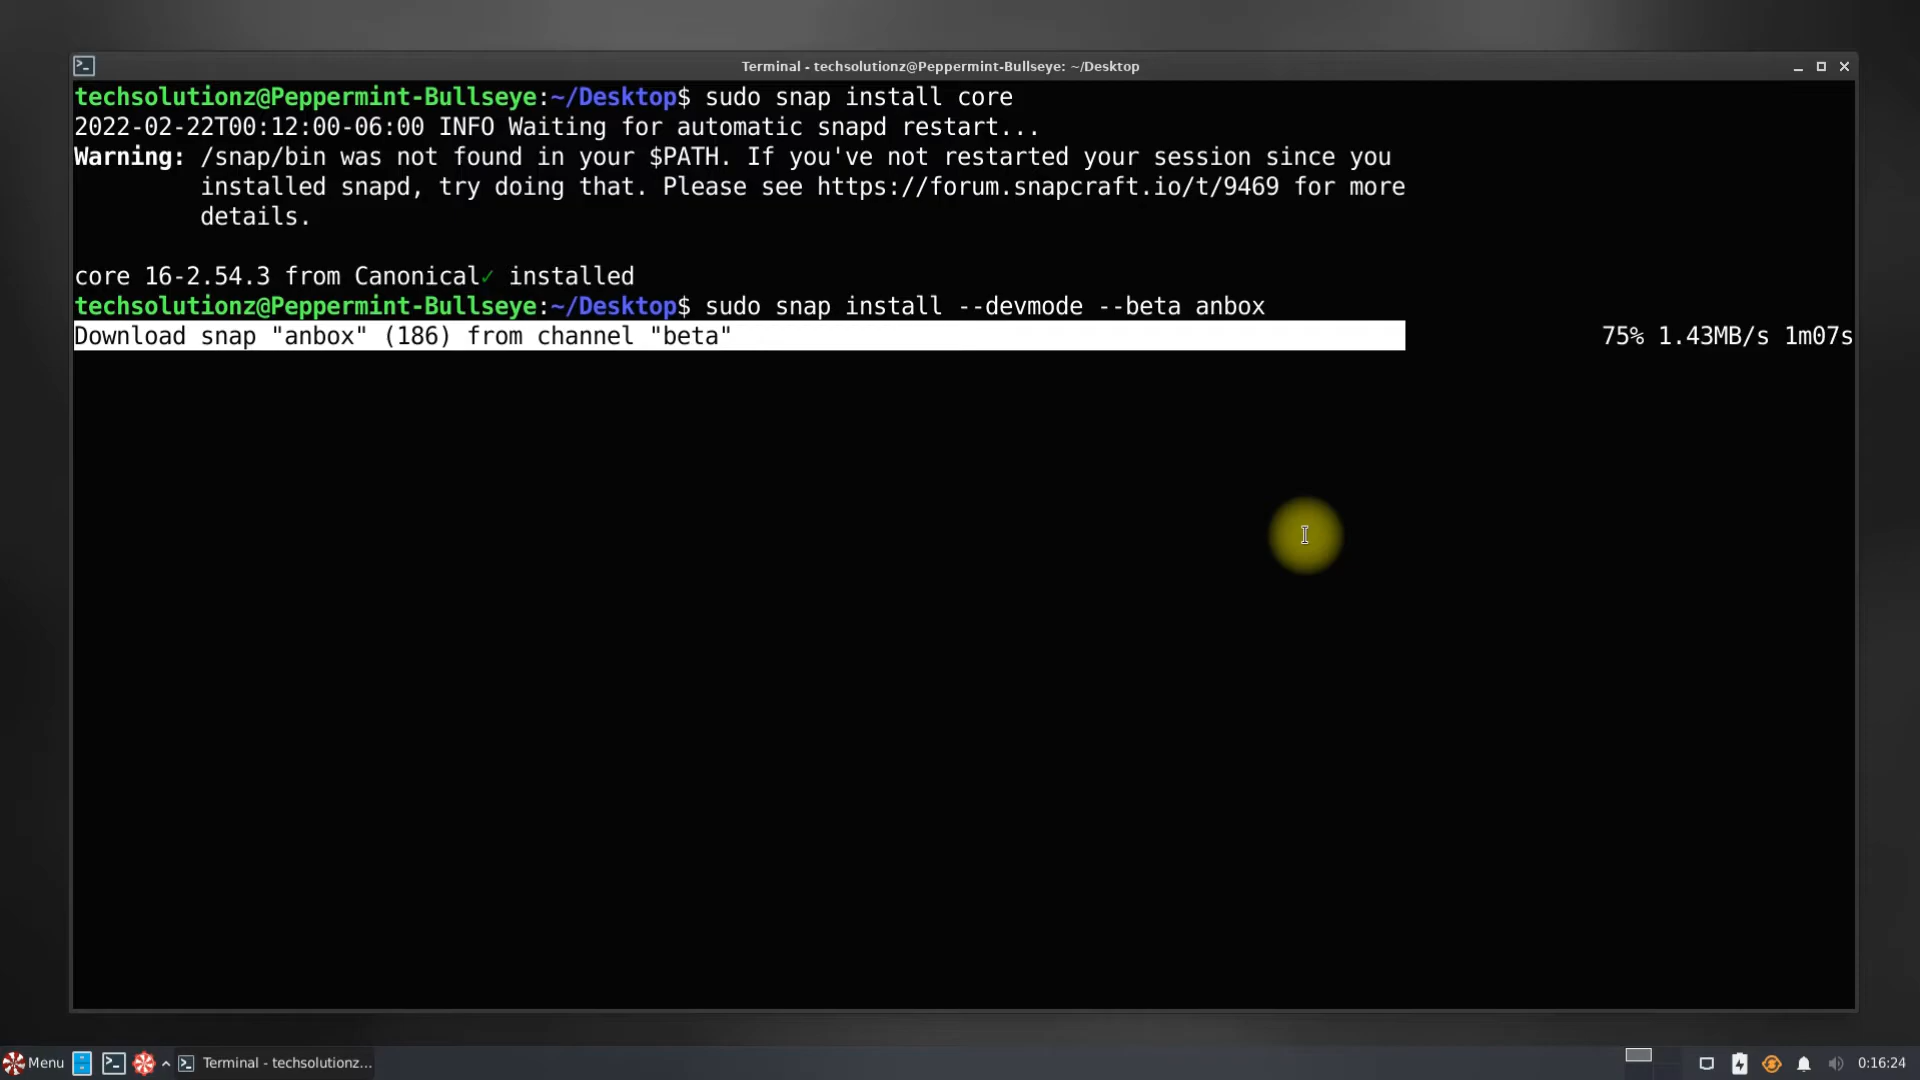 Terminal - techsolutionz@Peppermint-Bullseye: ~/Desktop
techsolutionz@Peppermint-Bullseye:~/Desktop$ sudo snap install core
2022-02-22T00:12:00-06:00 INFO Waiting for automatic snapd restart...
Warning: /snap/bin was not found in your $PATH. If you've not restarted your session since you
installed snapd, try doing that. Please see https://forum.snapcraft.io/t/9469 for more
details.
core 16-2.54.3 from Canonical✓ installed
techsolutionz@Peppermint-Bullseye:~/Desktop$ sudo snap install --devmode --beta anbox
Download snap "anbox" (186) from channel "beta" 75% 1.43MB/s 1m07s
Menu Terminal - techsolutionz... 0:16:24